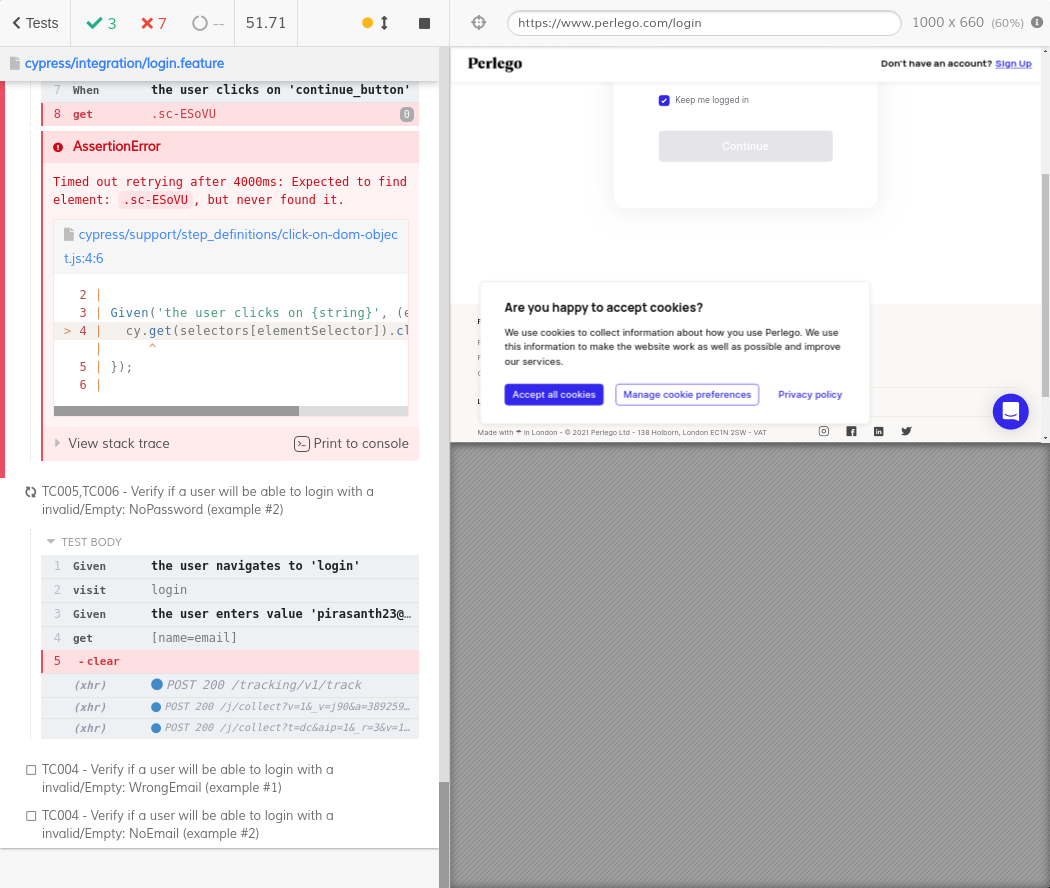 Tests
3
7
--
51.71
https://www.perlego.com/login
1000 x 660 (60%)
cypress/integration/login.feature
7 When the user clicks on 'continue_button'
8 get .sc-ESoVU 0
AssertionError
Timed out retrying after 4000ms: Expected to find
element: .sc-ESoVU, but never found it.
cypress/support/step_definitions/click-on-dom-objec
t.js:4:6
2 |
3 | Given('the user clicks on {string}', (e
> 4 | cy.get(selectors[elementSelector]).cl
| ^
5 | });
6 |
View stack trace
Print to console
TC005,TC006 - Verify if a user will be able to login with a
invalid/Empty: NoPassword (example #2)
TEST BODY
1 Given the user navigates to 'login'
2 visit login
3 Given the user enters value 'pirasanth23@…
4 get [name=email]
5 -clear
(xhr) POST 200 /tracking/v1/track
(xhr) POST 200 /j/collect?v=1&_v=j90&a=389259…
(xhr) POST 200 /j/collect?t=dc&aip=1&_r=3&v=1…
TC004 - Verify if a user will be able to login with a
invalid/Empty: WrongEmail (example #1)
TC004 - Verify if a user will be able to login with a
invalid/Empty: NoEmail (example #2)
Perlego
Don't have an account? Sign Up
Keep me logged in
Continue
Are you happy to accept cookies?
We use cookies to collect information about how you use Perlego. We use
this information to make the website work as well as possible and improve
our services.
Accept all cookies
Manage cookie preferences
Privacy policy
Made with ☂ in London - © 2021 Perlego Ltd - 138 Holborn, London EC1N 2SW - VAT